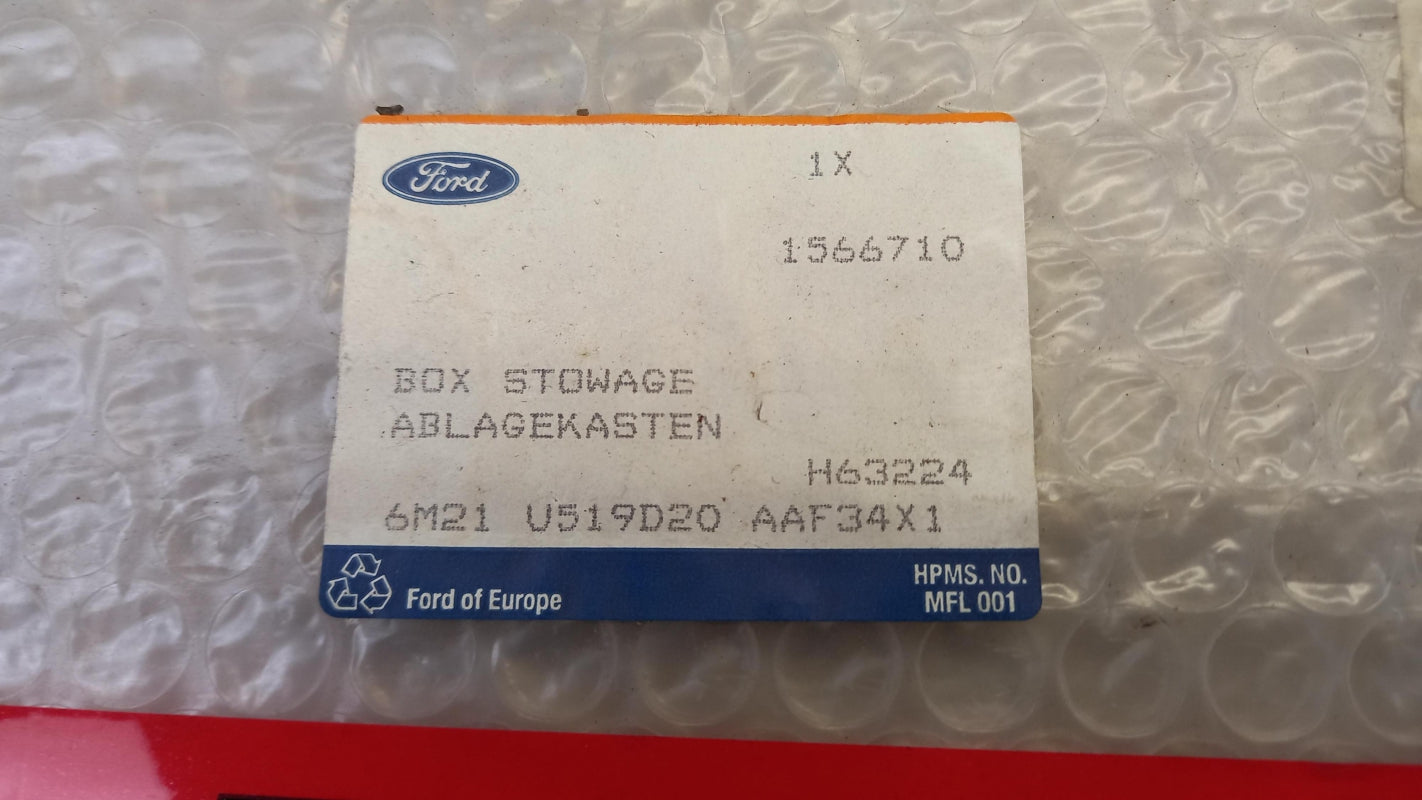 Ford
1X
1566710
BOX STOWAGE
ABLAGEKASTEN
H63224
6M21 U519D20 AAF34X1
Ford of Europe
HPMS. NO.
MFL 001